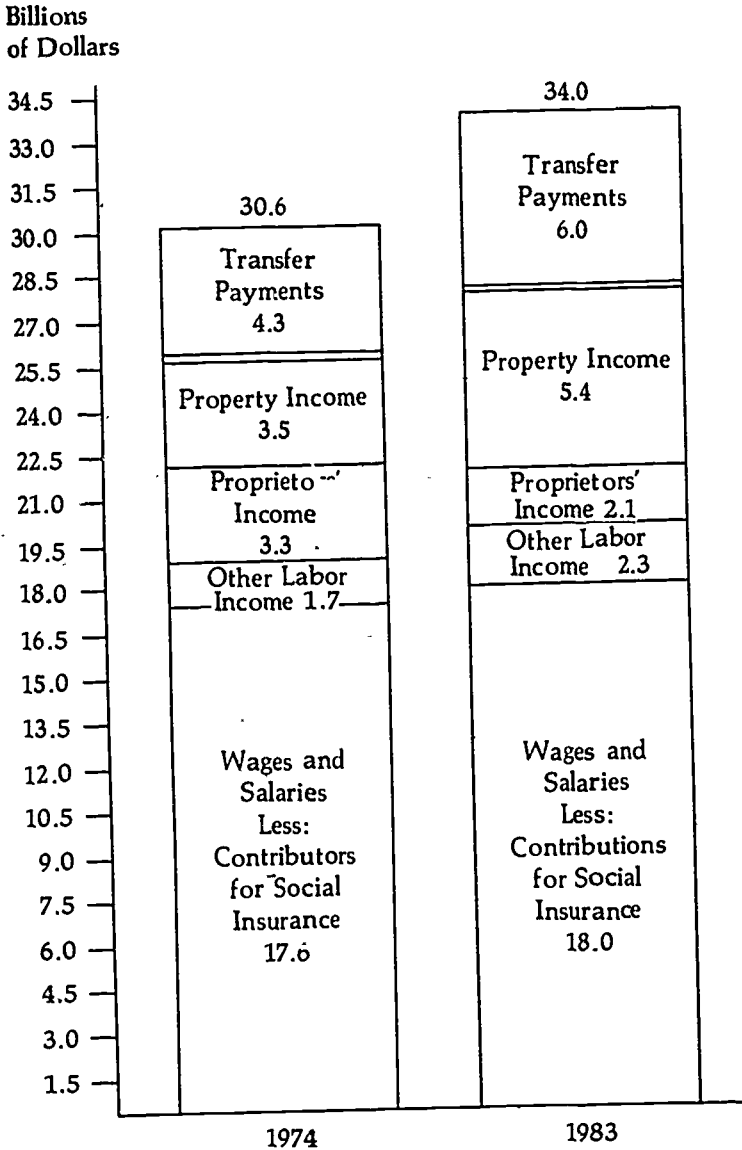 Billions
of Dollars
34.5
33.0
31.5
30.0
28.5
27.0
25.5
24.0
22.5
21.0
19.5
18.0
16.5
15.0
13.5
12.0
10.5
9.0
7.5
6.0
4.5
3.0
1.5
30.6
Transfer
Payments
4.3
Property Income
3.5
Income
3.3
Other Labor
Income 1.7
Wages and
Salaries
Less:
Contributors
for Social
Insurance
17.6
1974
34.0
Transfer
Payments
6.0
Property Income
5.4
Proprietors'
Income 2.1
Other Labor
Income 2.3
Wages and
Salaries
Less:
Contributions
for Social
Insurance
18.0
1983